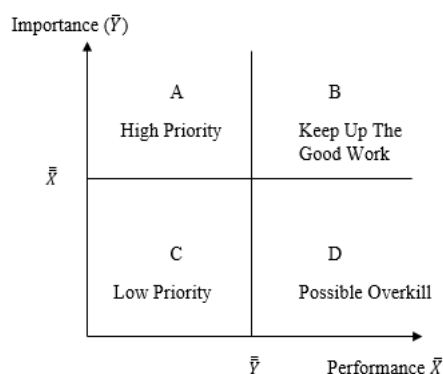 Importance (Ȳ)
A
High Priority
B
Keep Up The
Good Work
X̿
C
Low Priority
D
Possible Overkill
Y̿
Performance X̄